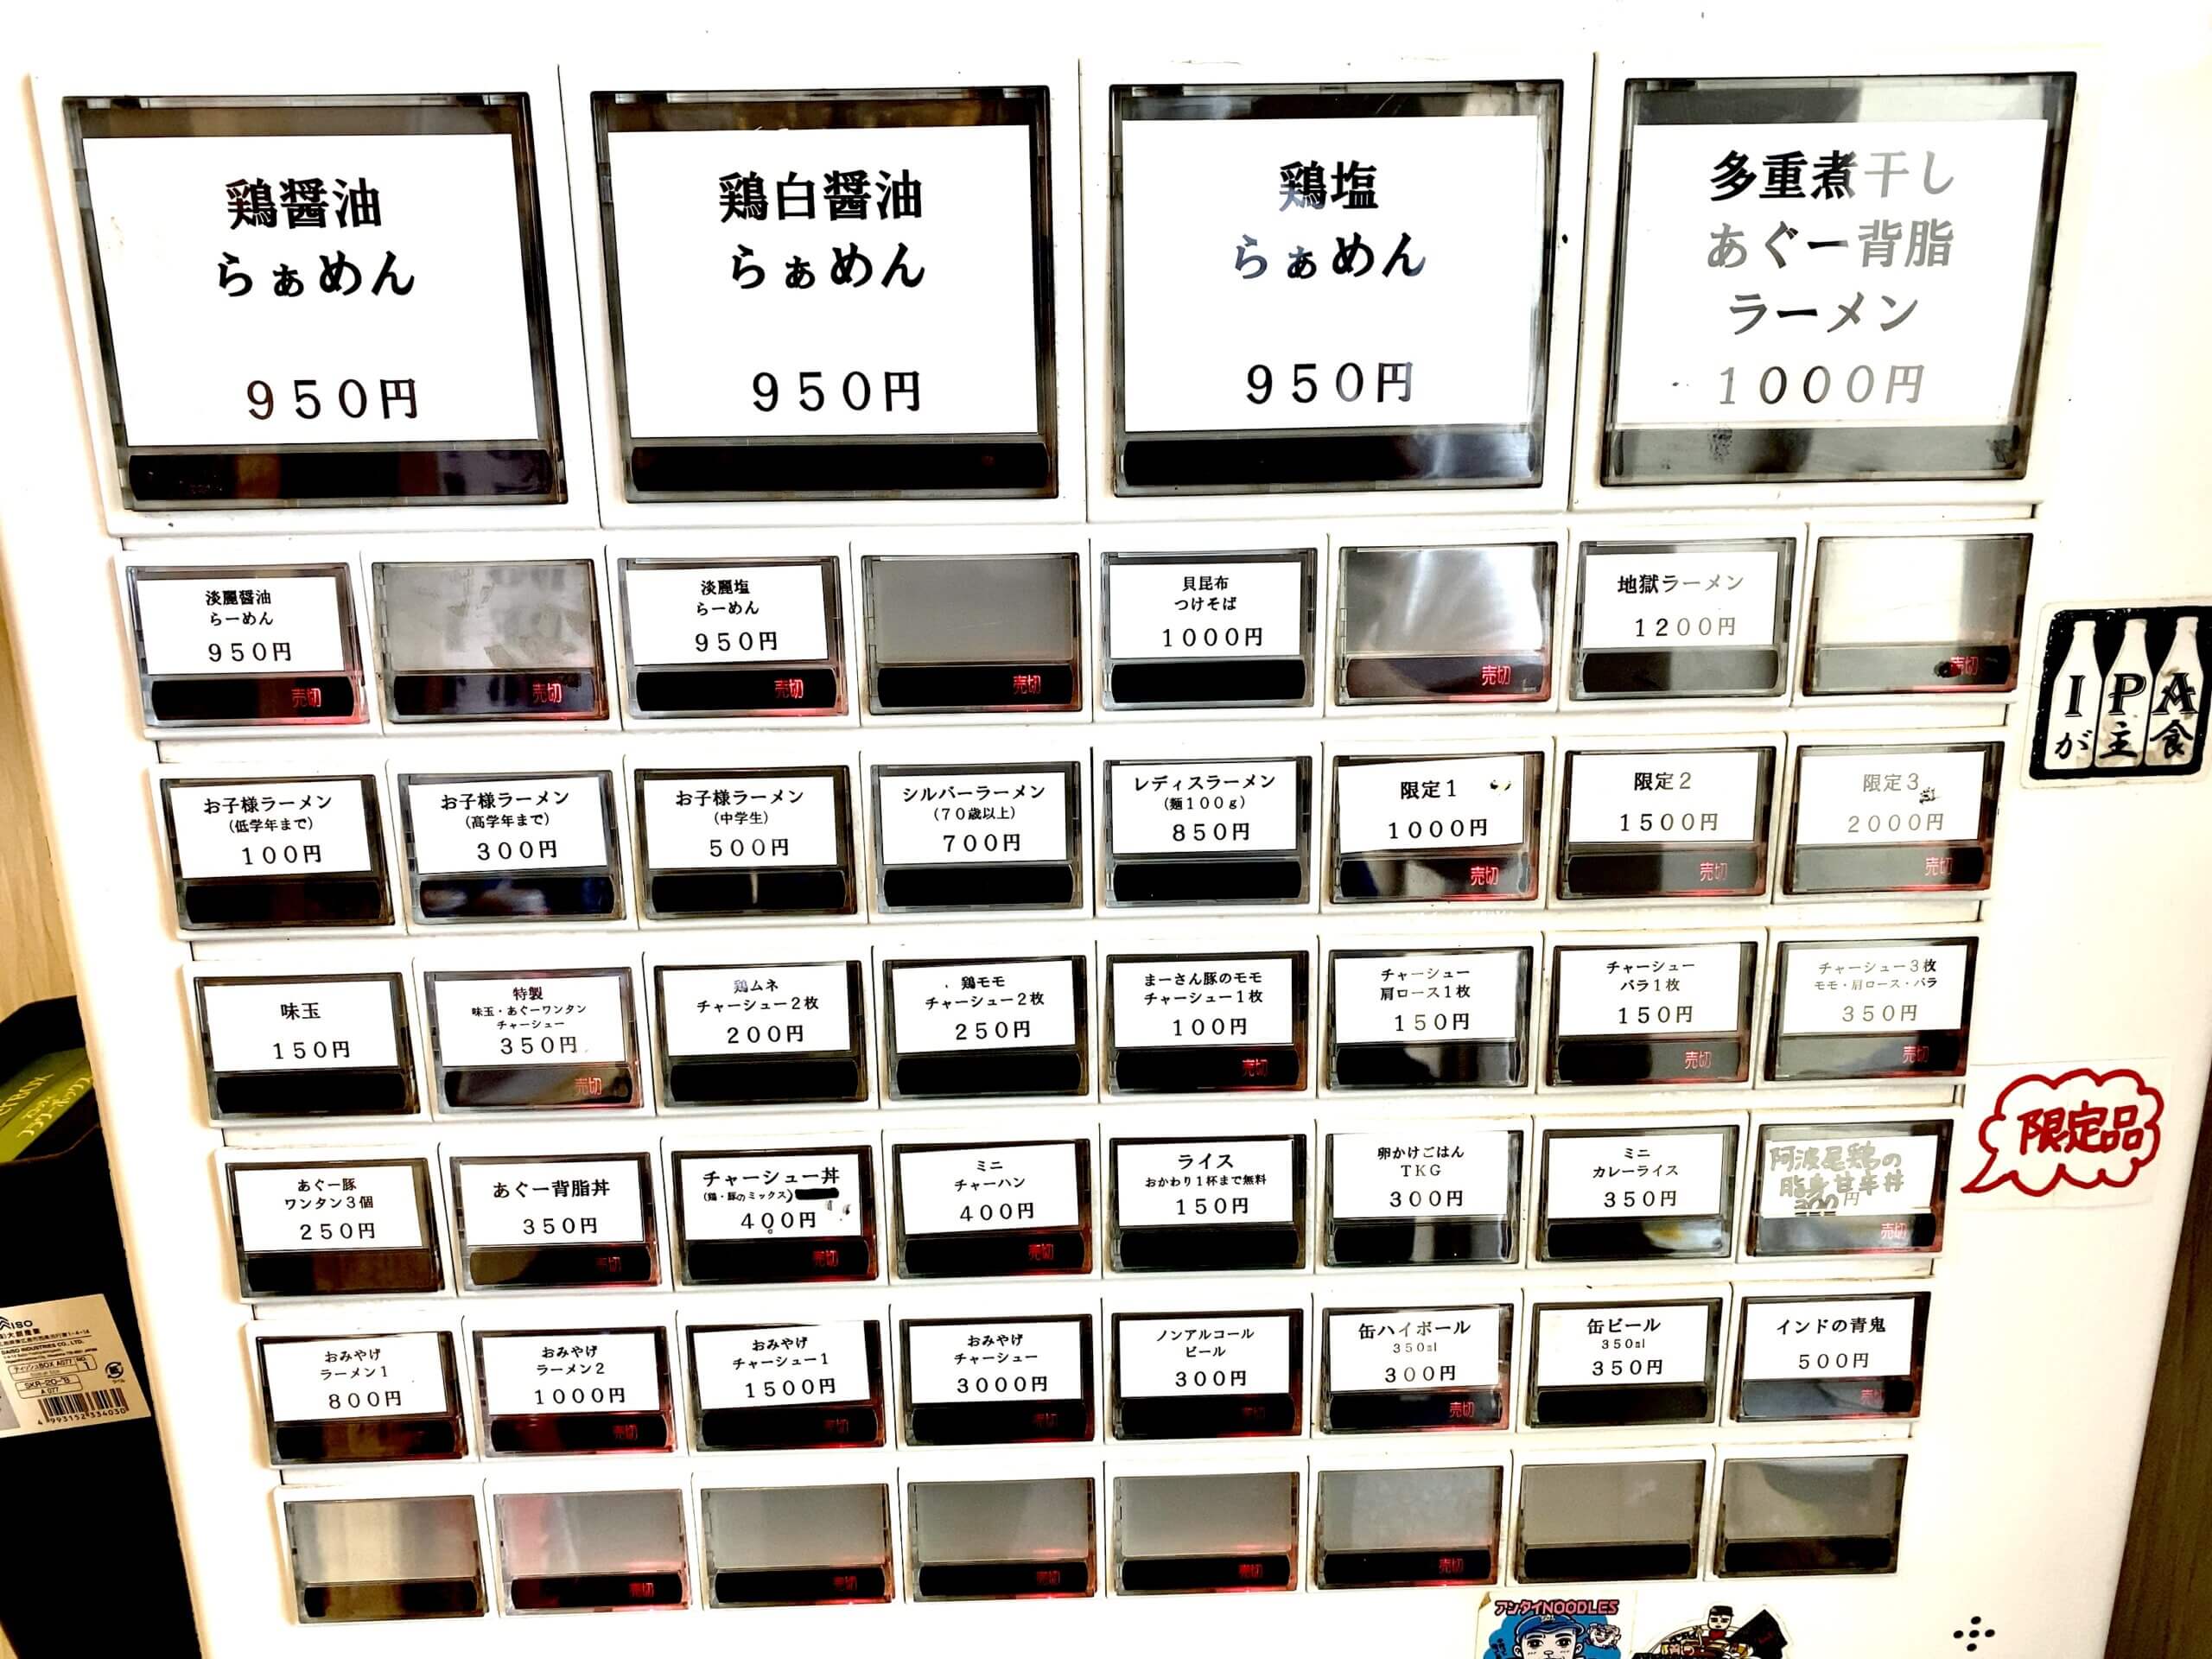 鶏醤油
らぁめん
９５０円
鶏白醤油
らぁめん
９５０円
鶏塩
らぁめん
９５０円
多重煮干し
あぐー背脂
ラーメン
１０００円
淡麗醤油
らーめん
９５０円
売切
売切
淡麗塩
らーめん
９５０円
売切
売切
貝昆布
つけそば
１０００円
売切
地獄ラーメン
１２００円
売切
IPA
が主食
お子様ラーメン
(低学年まで)
１００円
お子様ラーメン
(高学年まで)
３００円
お子様ラーメン
(中学生)
５００円
シルバーラーメン
(７０歳以上)
７００円
レディスラーメン
(麺１００g)
８５０円
限定１
１０００円
売切
限定２
１５００円
売切
限定３
２０００円
売切
味玉
１５０円
特製
味玉・あぐーワンタン
チャーシュー
３５０円
売切
鶏ムネ
チャーシュー２枚
２００円
鶏モモ
チャーシュー２枚
２５０円
まーさん豚のモモ
チャーシュー１枚
１００円
売切
チャーシュー
肩ロース１枚
１５０円
チャーシュー
バラ１枚
１５０円
売切
チャーシュー３枚
モモ・肩ロース・バラ
３５０円
売切
あぐー豚
ワンタン３個
２５０円
あぐー背脂丼
３５０円
売切
チャーシュー丼
(鶏・豚のミックス)
４００円
売切
ミニ
チャーハン
４００円
売切
ライス
おかわり１杯まで無料
１５０円
卵かけごはん
TKG
３００円
ミニ
カレーライス
３５０円
阿波尾鶏の
脂身甘辛丼
300円
売切
限定品
おみやげ
ラーメン１
８００円
おみやげ
ラーメン２
１０００円
売切
おみやげ
チャーシュー１
１５００円
売切
おみやげ
チャーシュー
３０００円
売切
ノンアルコール
ビール
３００円
売切
缶ハイボール
３５０ml
３００円
売切
缶ビール
３５０ml
３５０円
インドの青鬼
５００円
売切
売切
売切
売切
売切
売切
アンタイNOODLES
SKR-20-B
4 993152 334030